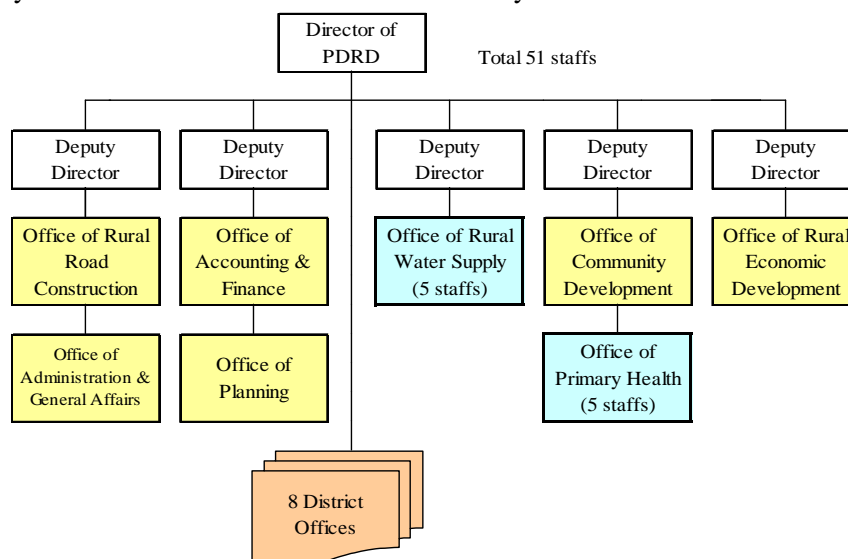 Director of
PDRD
Total 51 staffs
Deputy
Director
Deputy
Director
Deputy
Director
Deputy
Director
Deputy
Director
Office of Rural
Road
Construction
Office of
Accounting &
Finance
Office of Rural
Water Supply
(5 staffs)
Office of
Community
Development
Office of Rural
Economic
Development
Office of
Administration &
General Affairs
Office of
Planning
Office of
Primary Health
(5 staffs)
8 District
Offices